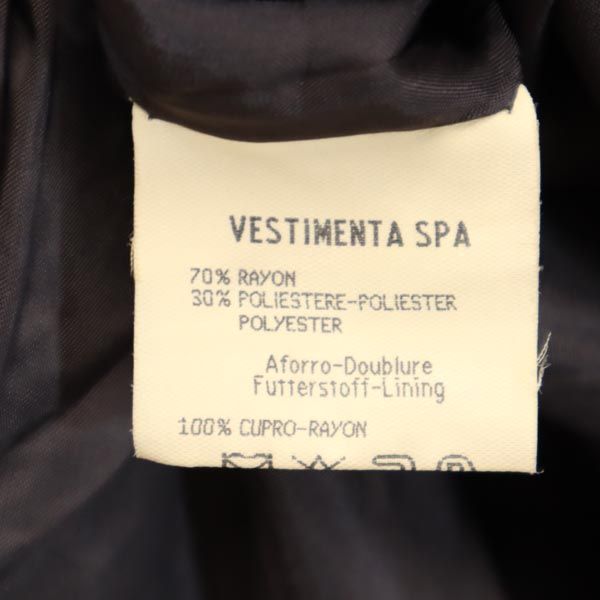 VESTIMENTA SPA
70% RAYON
30% POLIESTERE-POLIESTER
POLYESTER
Aforro-Doublure
Futterstoff-Lining
100% CUPRO-RAYON